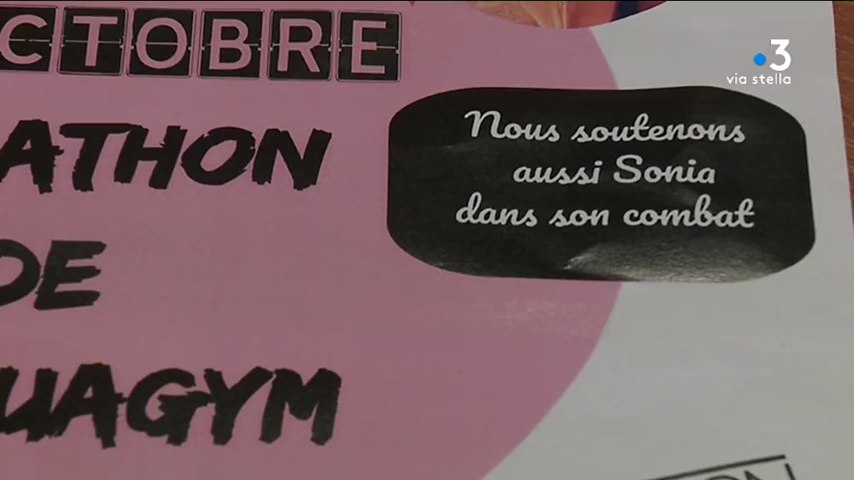 CTOBRE
3
via stella
ATHON
Nous soutenons
aussi Sonia
dans son combat
DE
UAGYM